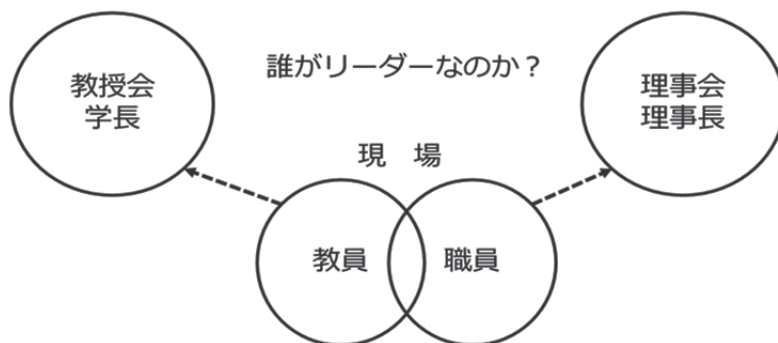 誰がリーダーなのか？
教授会
学長
理事会
理事長
現　場
教員
職員